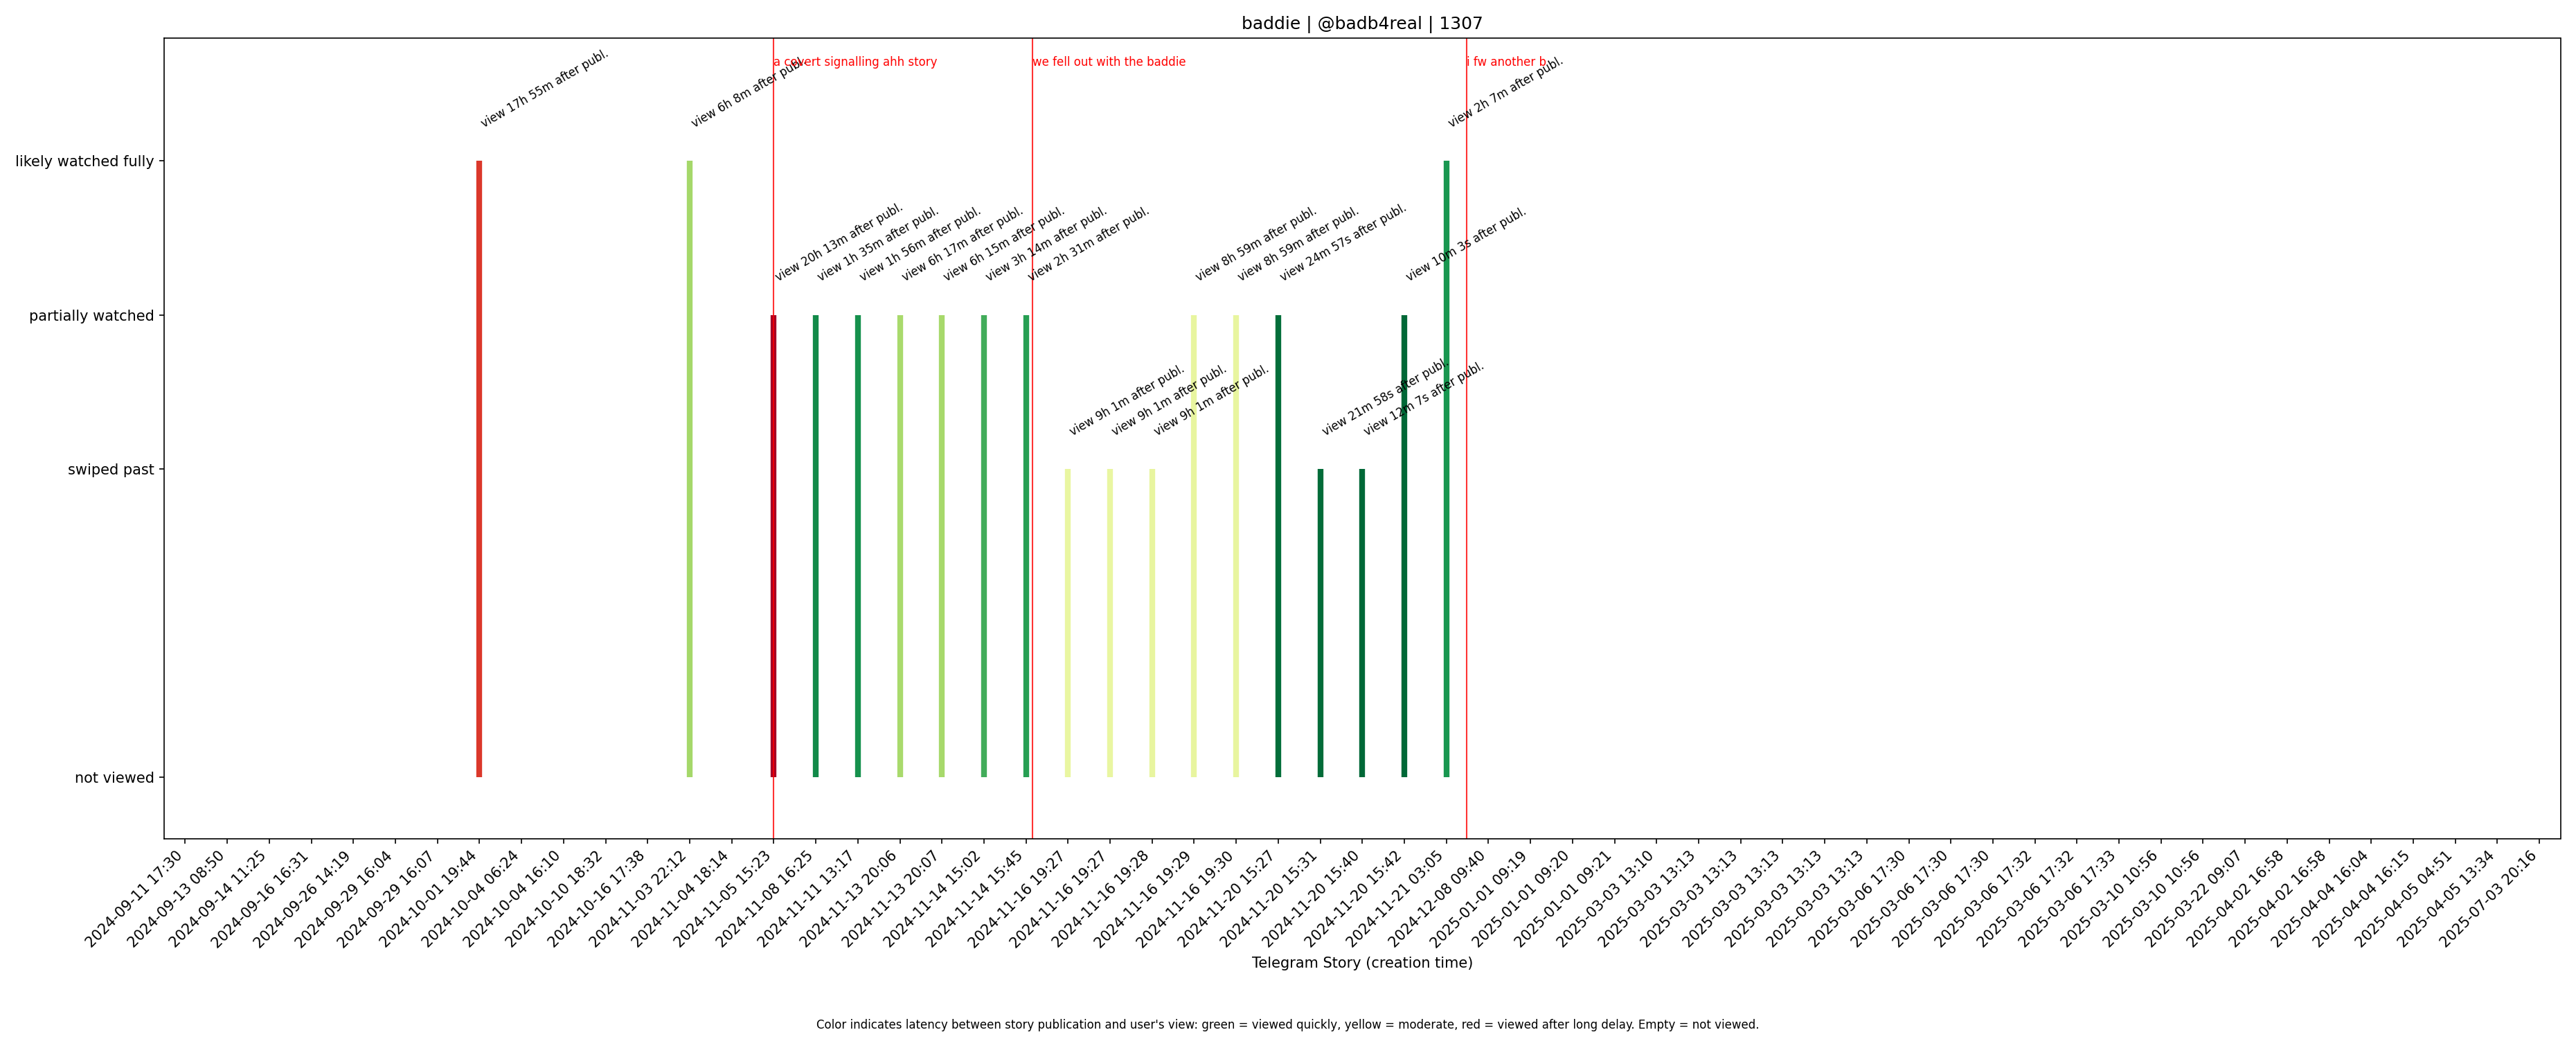 baddie | @badb4real | 1307
a covert signalling ahh story
we fell out with the baddie
i fw another b
view 17h 55m after publ.
view 6h 8m after publ.
view 2h 7m after publ.
likely watched fully
view 20h 13m after publ.
view 1h 35m after publ.
view 1h 56m after publ.
view 6h 17m after publ.
view 6h 15m after publ.
view 3h 14m after publ.
view 2h 31m after publ.
view 8h 59m after publ.
view 8h 59m after publ.
view 24m 57s after publ.
view 10m 3s after publ.
partially watched
view 9h 1m after publ.
view 9h 1m after publ.
view 9h 1m after publ.
view 21m 58s after publ.
view 12m 7s after publ.
swiped past
not viewed
2024-09-11 17:30
2024-09-13 08:50
2024-09-14 11:25
2024-09-16 16:31
2024-09-26 14:19
2024-09-29 16:04
2024-09-29 16:07
2024-10-01 19:44
2024-10-04 06:24
2024-10-04 16:10
2024-10-10 18:32
2024-10-16 17:38
2024-11-03 22:12
2024-11-04 18:14
2024-11-05 15:23
2024-11-08 16:25
2024-11-11 13:17
2024-11-13 20:06
2024-11-13 20:07
2024-11-14 15:02
2024-11-14 15:45
2024-11-16 19:27
2024-11-16 19:27
2024-11-16 19:28
2024-11-16 19:29
2024-11-16 19:30
2024-11-20 15:27
2024-11-20 15:31
2024-11-20 15:40
2024-11-20 15:42
2024-11-21 03:05
2024-12-08 09:40
2025-01-01 09:19
2025-01-01 09:20
2025-01-01 09:21
2025-03-03 13:10
2025-03-03 13:13
2025-03-03 13:13
2025-03-03 13:13
2025-03-03 13:13
2025-03-03 13:13
2025-03-06 17:30
2025-03-06 17:30
2025-03-06 17:30
2025-03-06 17:32
2025-03-06 17:32
2025-03-06 17:33
2025-03-10 10:56
2025-03-10 10:56
2025-03-22 09:07
2025-04-02 16:58
2025-04-02 16:58
2025-04-04 16:04
2025-04-04 16:15
2025-04-05 04:51
2025-04-05 13:34
2025-07-03 20:16
Telegram Story (creation time)
Color indicates latency between story publication and user's view: green = viewed quickly, yellow = moderate, red = viewed after long delay. Empty = not viewed.